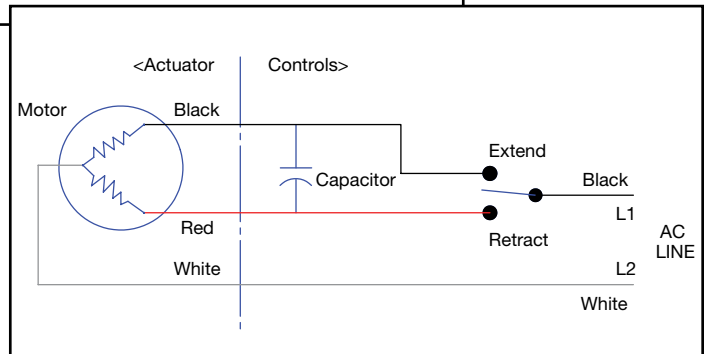 <Actuator Controls>
Motor Black
Extend
Capacitor Black
L1
Red Retract AC
LINE
White L2
White